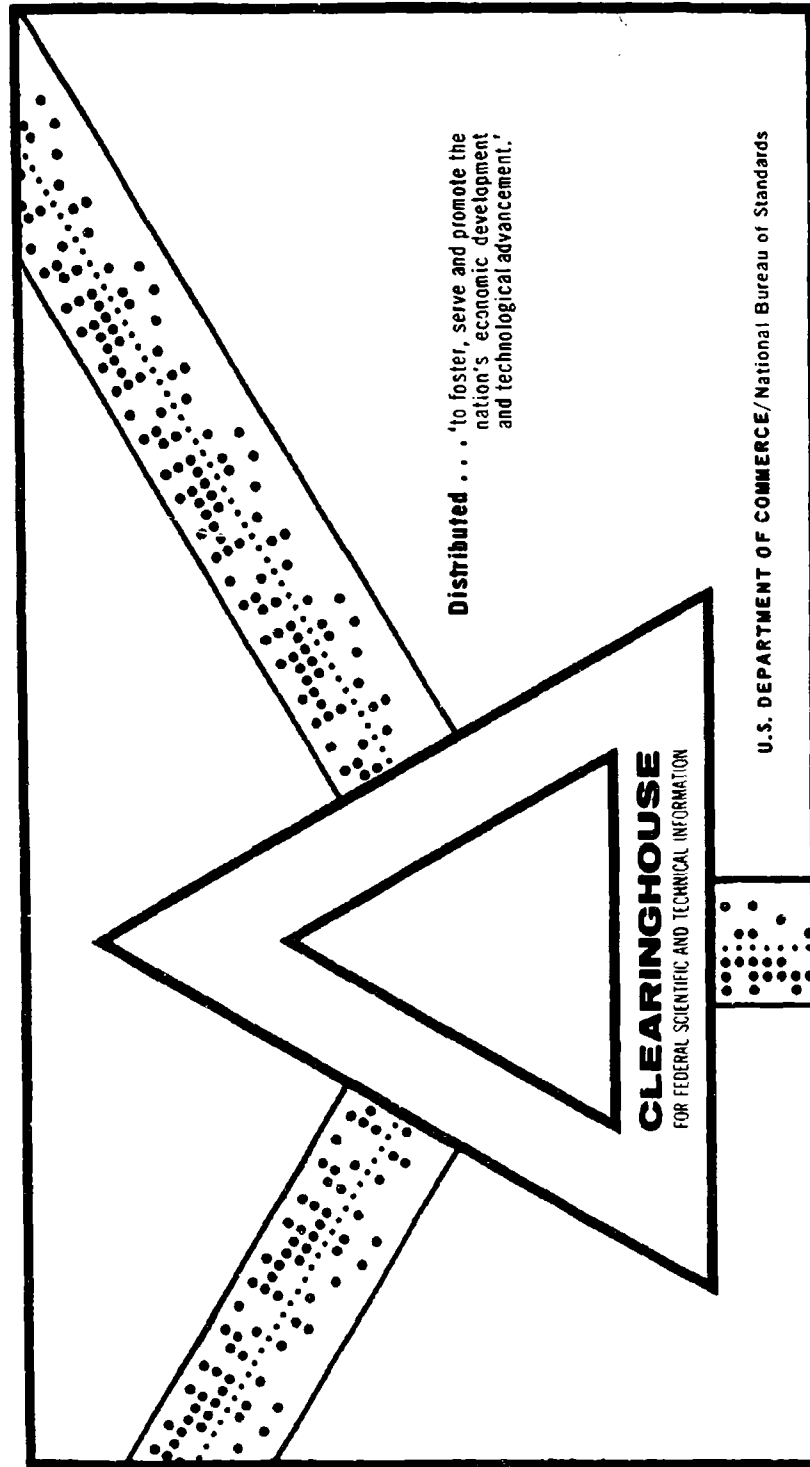 CLEARINGHOUSE
FOR FEDERAL SCIENTIFIC AND TECHNICAL INFORMATION
Distributed . . . 'to foster, serve and promote the
nation's economic development
and technological advancement.'
U.S. DEPARTMENT OF COMMERCE/National Bureau of Standards